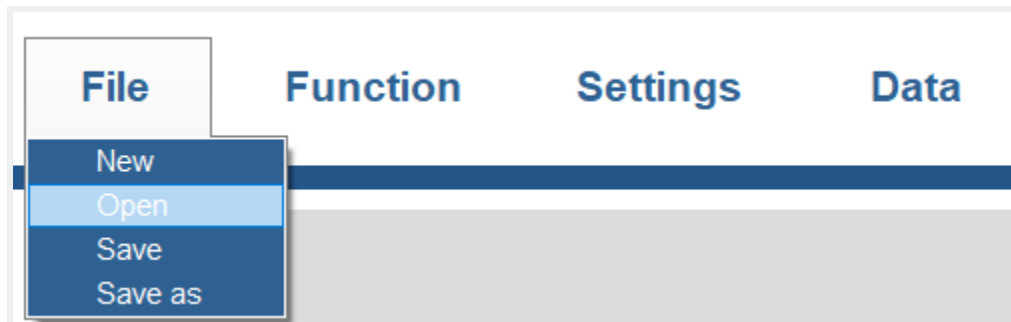 File Function Settings Data
New
Open
Save
Save as